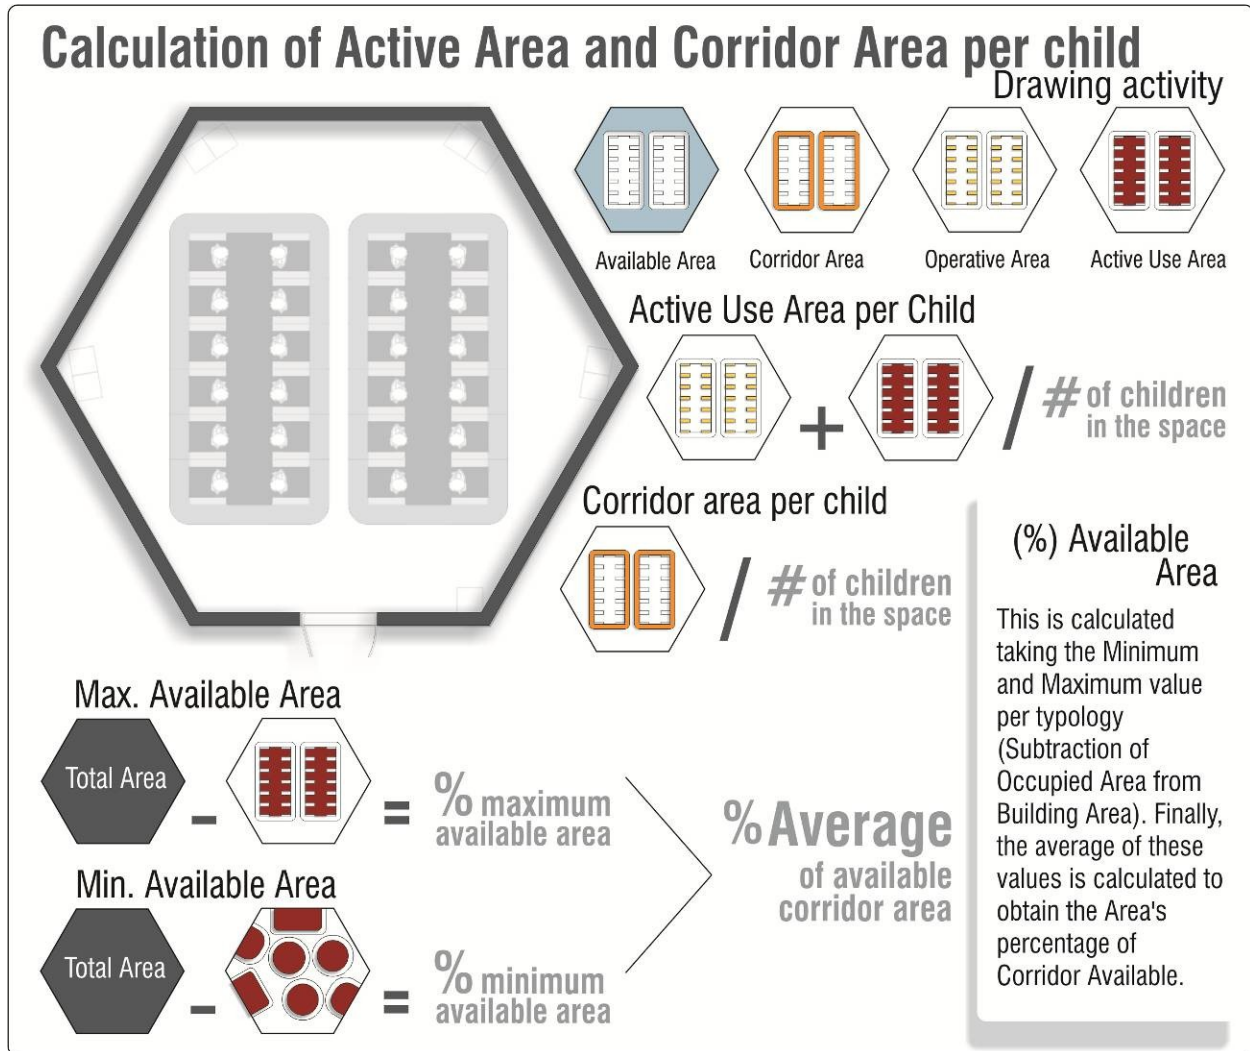 Calculation of Active Area and Corridor Area per child
Drawing activity
Available Area
Corridor Area
Operative Area
Active Use Area
Active Use Area per Child
+
/
# of children
in the space
Corridor area per child
/
# of children
in the space
(%) Available
Area
This is calculated
taking the Minimum
and Maximum value
per typology
(Subtraction of
Occupied Area from
Building Area). Finally,
the average of these
values is calculated to
obtain the Area's
percentage of
Corridor Available.
Max. Available Area
Total Area
-
=
% maximum
available area
Min. Available Area
Total Area
-
=
% minimum
available area
% Average
of available
corridor area